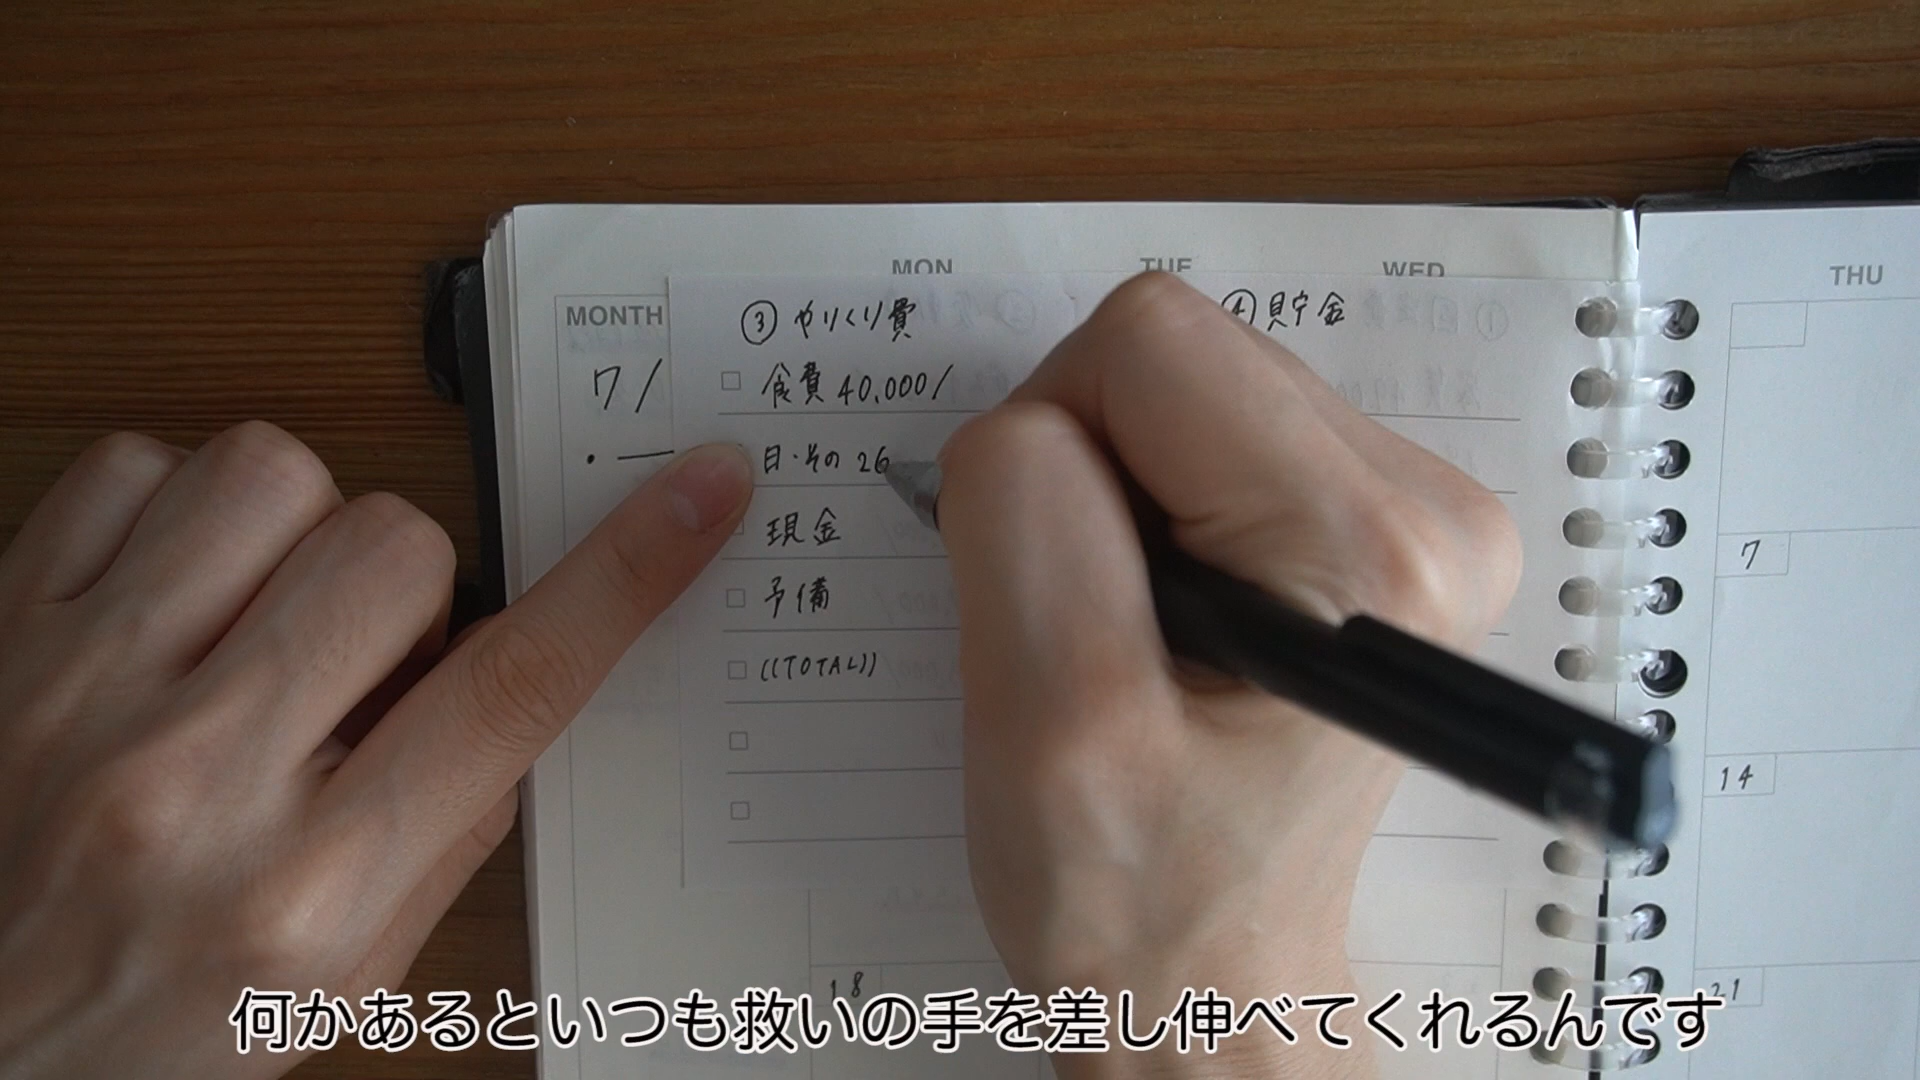 MON TUE WED THU
MONTH
7/
③ やりくり費
□ 食費 40,000/
日・その 26
現金
□ 予備
□ ((TOTAL))
④ 貯金
7
14
18
21
何かあるといつも救いの手を差し伸べてくれるんです